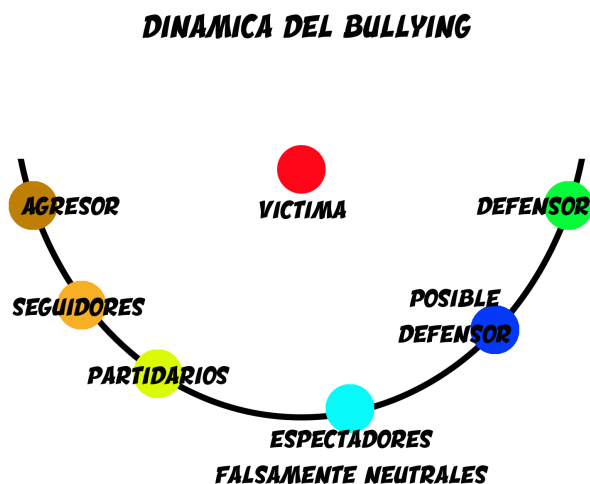 DINAMICA DEL BULLYING
VICTIMA
AGRESOR
DEFENSOR
SEGUIDORES
POSIBLE
DEFENSOR
PARTIDARIOS
ESPECTADORES
FALSAMENTE NEUTRALES